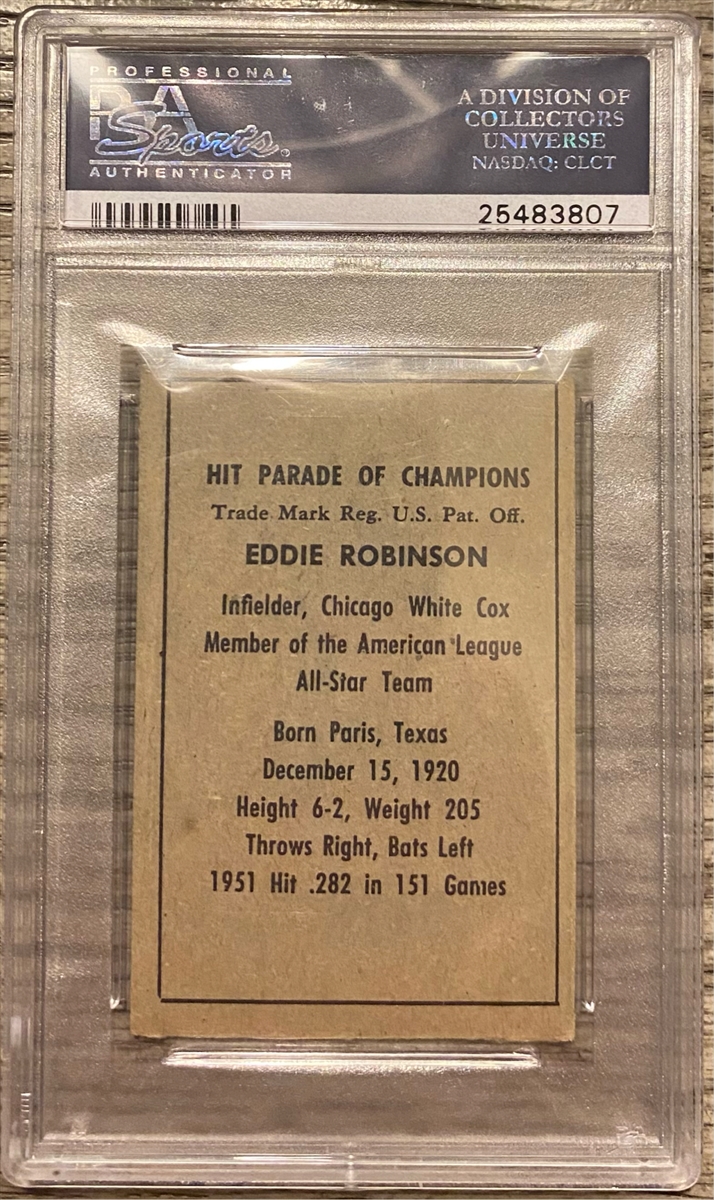 PROFESSIONAL
PSA
Sports.
AUTHENTICATOR
A DIVISION OF
COLLECTORS
UNIVERSE
NASDAQ: CLCT
25483807
HIT PARADE OF CHAMPIONS
Trade Mark Reg. U.S. Pat. Off.
EDDIE ROBINSON
Infielder, Chicago White Cox
Member of the American League
All-Star Team
Born Paris, Texas
December 15, 1920
Height 6-2, Weight 205
Throws Right, Bats Left
1951 Hit .282 in 151 Games